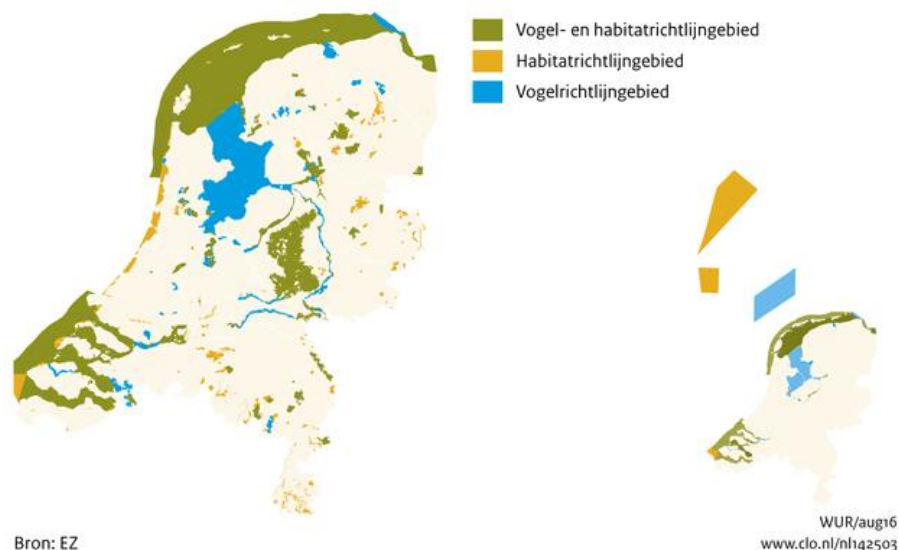 Vogel- en habitatrichtlijngebied
Habitatrichtlijngebied
Vogelrichtlijngebied
Bron: EZ
WUR/aug16
www.clo.nl/nl142503